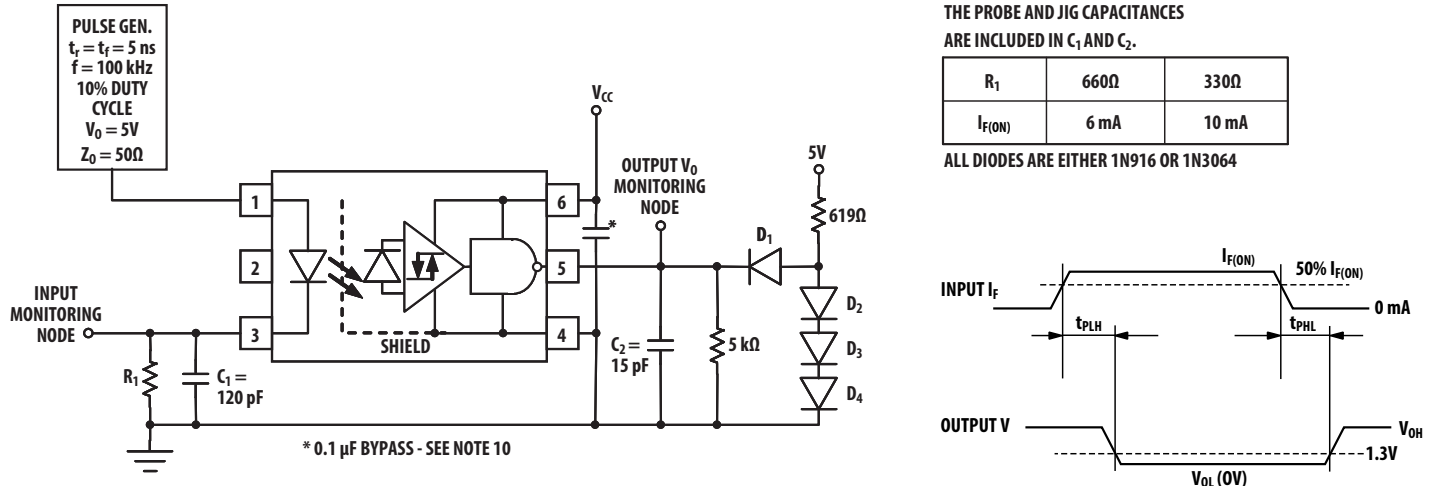 PULSE GEN.
tr = tf = 5 ns
f = 100 kHz
10% DUTY
CYCLE
V0 = 5V
Z0 = 50Ω
INPUT
MONITORING
NODE
R1
C1 =
120 pF
1
2
3
SHIELD
6
5
4
* 0.1 µF BYPASS - SEE NOTE 10
VCC
*
OUTPUT V0
MONITORING
NODE
C2 =
15 pF
5 kΩ
D1
5V
619Ω
D2
D3
D4
THE PROBE AND JIG CAPACITANCES
ARE INCLUDED IN C1 AND C2.
R1 660Ω 330Ω
IF(ON) 6 mA 10 mA
ALL DIODES ARE EITHER 1N916 OR 1N3064
INPUT IF
IF(ON)
50% IF(ON)
0 mA
tPLH
tPHL
OUTPUT V
VOH
1.3V
VOL (0V)